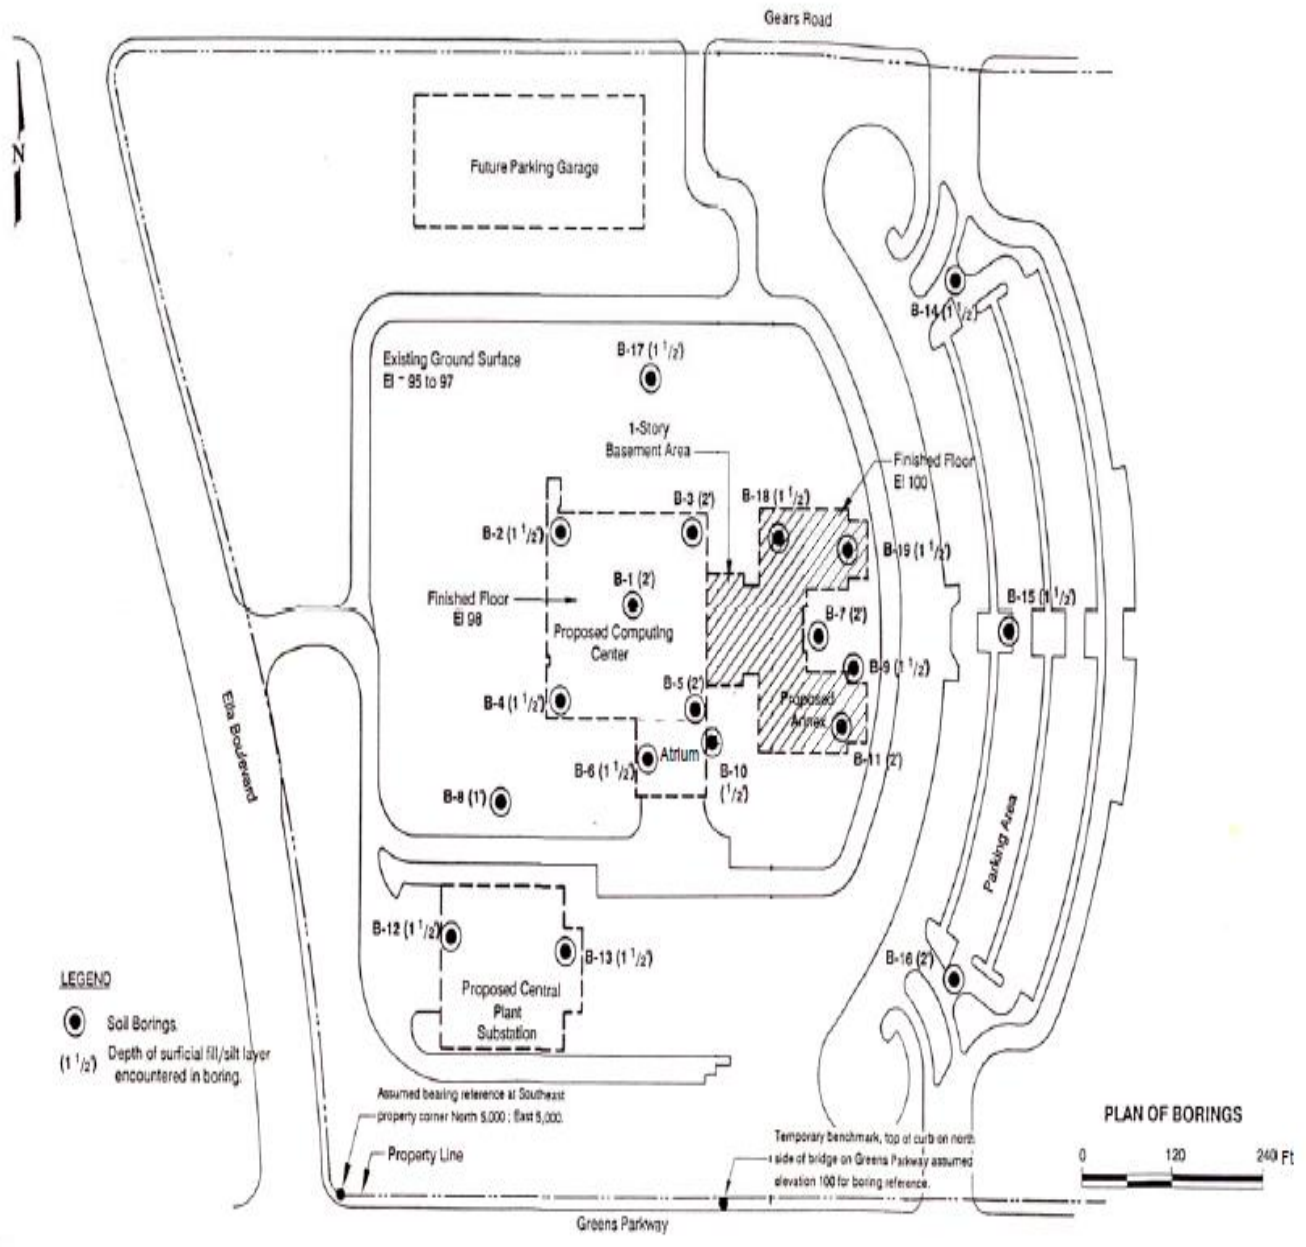 Gears Road
N
Future Parking Garage
B-14 (1 1/2')
B-17 (1 1/2')
Existing Ground Surface
El ~ 95 to 97
1-Story
Basement Area
Finished Floor
El 100
B-3 (2')
B-18 (1 1/2')
B-2 (1 1/2')
B-19 (1 1/2')
B-1 (2')
Finished Floor
El 98
B-15 (1 1/2')
B-7 (2')
Proposed Computing
Center
B-9 (1 1/2')
B-5 (2')
B-4 (1 1/2')
Proposed
Annex
Atrium
B-6 (1 1/2')
B-10
(1/2')
B-11 (2')
B-8 (1')
Ella Boulevard
Parking Area
B-12 (1 1/2')
B-13 (1 1/2')
B-16 (2')
Proposed Central
Plant
Substation
LEGEND
Soil Borings
(1 1/2') Depth of surficial fill/silt layer
encountered in boring.
Assumed bearing reference at Southeast
property corner North 5,000 ; East 5,000.
Property Line
Temporary benchmark, top of curb on north
side of bridge on Greens Parkway assumed
elevation 100 for boring reference.
PLAN OF BORINGS
0 120 240 Ft
Greens Parkway